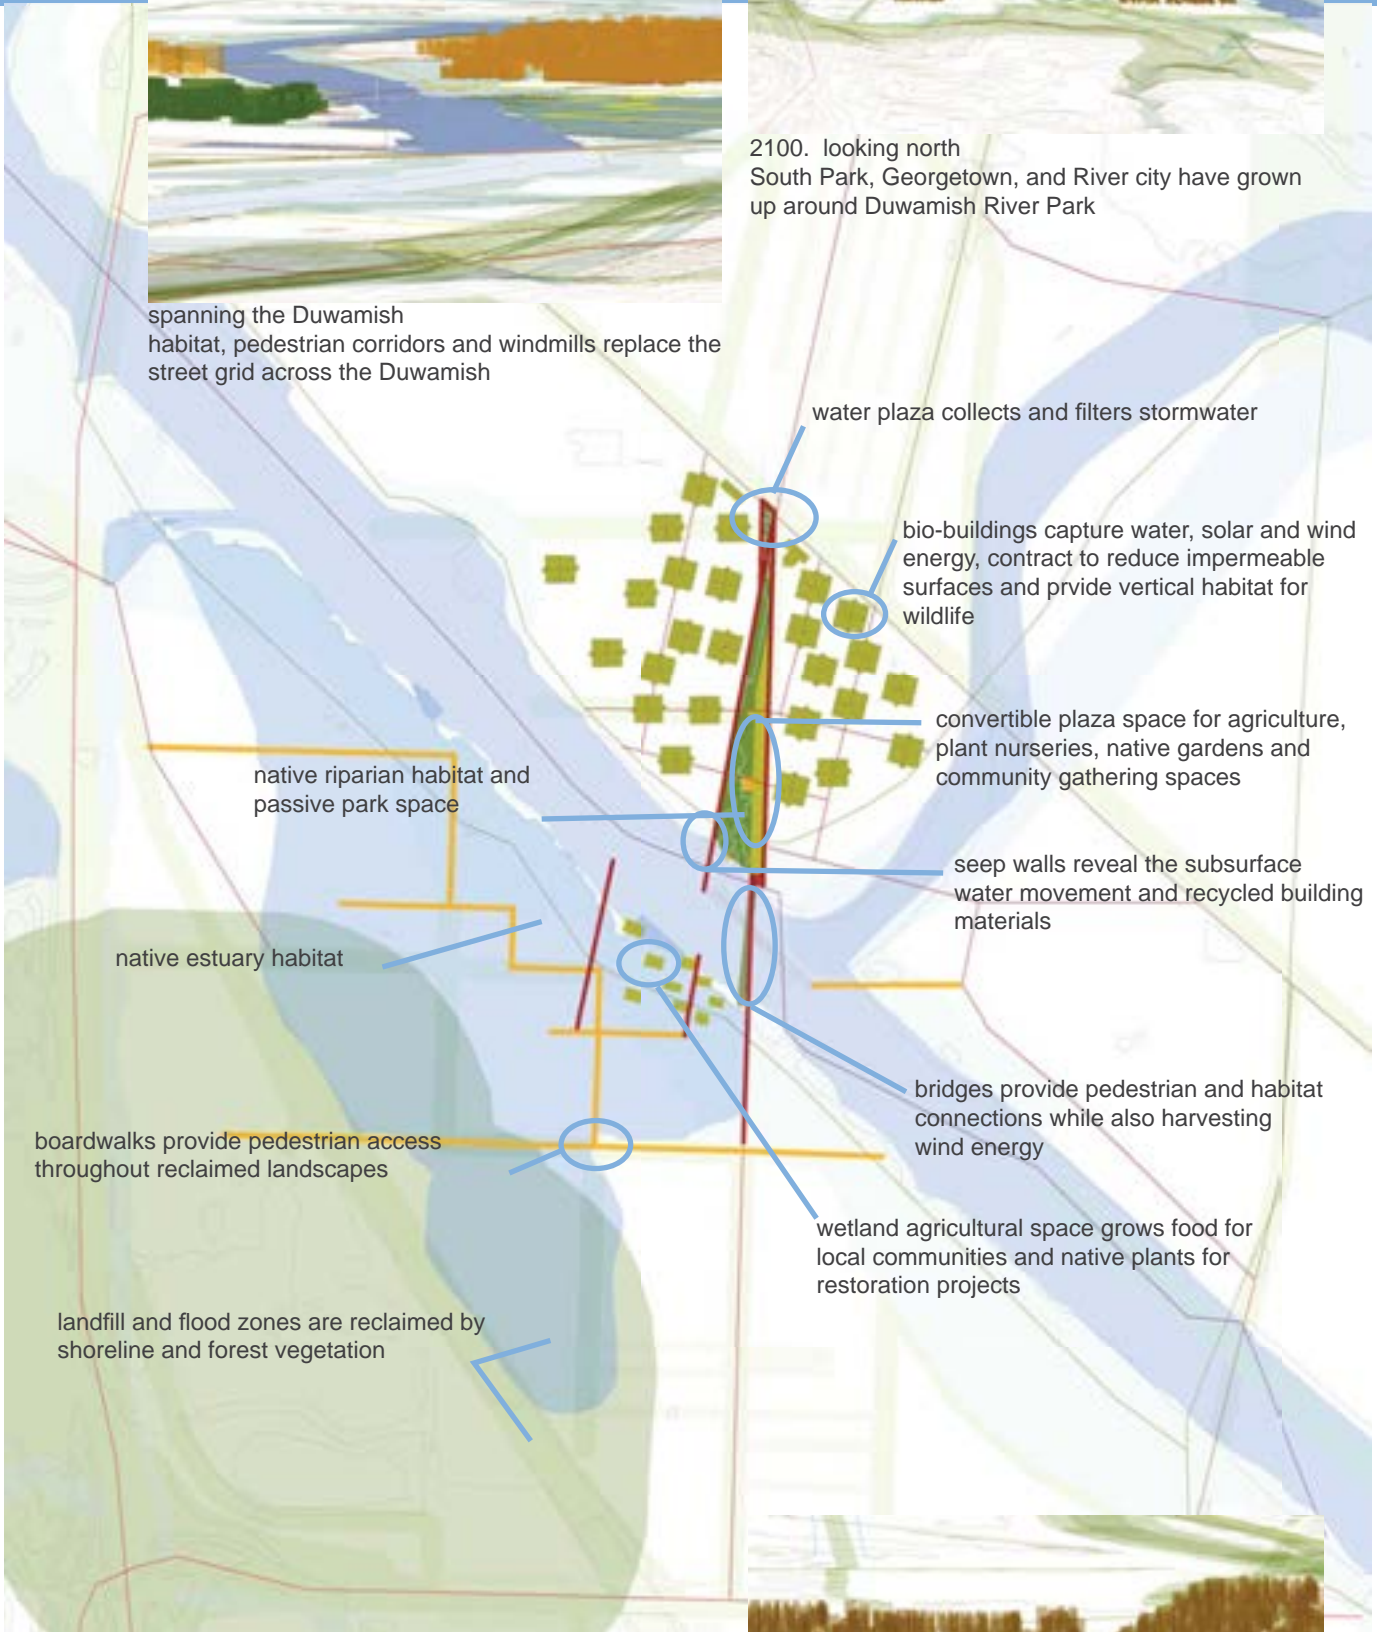 2100. looking north
South Park, Georgetown, and River city have grown
up around Duwamish River Park
spanning the Duwamish
habitat, pedestrian corridors and windmills replace the
street grid across the Duwamish
water plaza collects and filters stormwater
bio-buildings capture water, solar and wind
energy, contract to reduce impermeable
surfaces and prvide vertical habitat for
wildlife
convertible plaza space for agriculture,
plant nurseries, native gardens and
community gathering spaces
native riparian habitat and
passive park space
seep walls reveal the subsurface
water movement and recycled building
materials
native estuary habitat
bridges provide pedestrian and habitat
connections while also harvesting
wind energy
boardwalks provide pedestrian access
throughout reclaimed landscapes
wetland agricultural space grows food for
local communities and native plants for
restoration projects
landfill and flood zones are reclaimed by
shoreline and forest vegetation